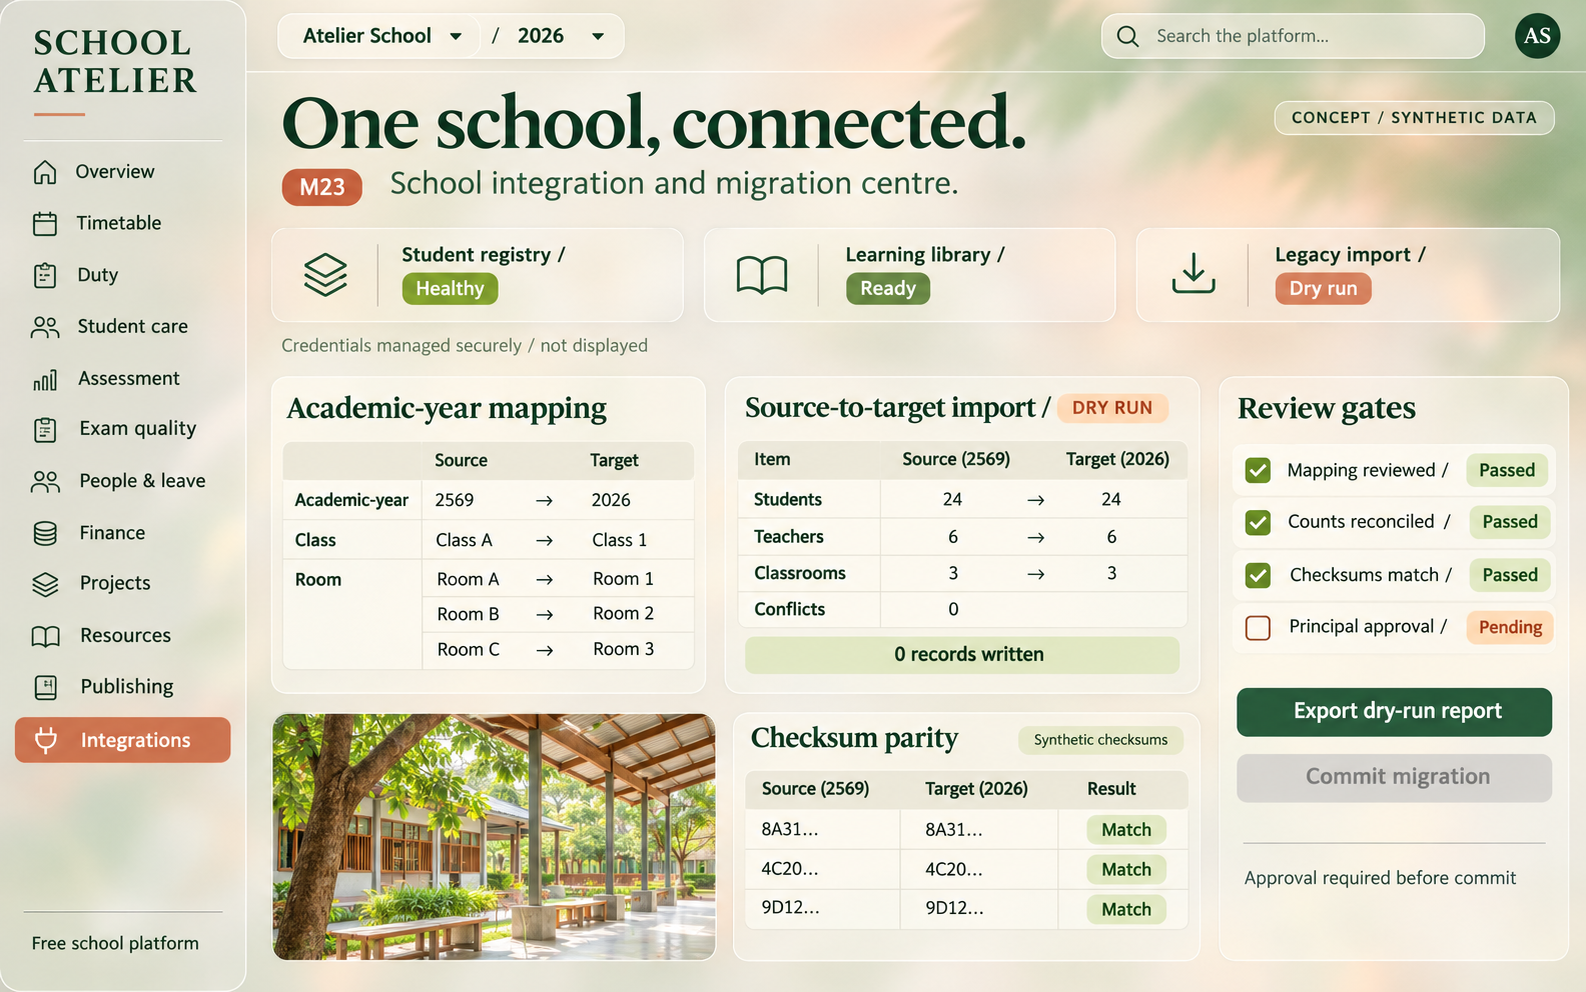 SCHOOL
ATELIER
Overview
Timetable
Duty
Student care
Assessment
Exam quality
People & leave
Finance
Projects
Resources
Publishing
Integrations
Free school platform
Atelier School / 2026
Search the platform...
AS
One school, connected.
CONCEPT / SYNTHETIC DATA
M23 School integration and migration centre.
Student registry /
Healthy
Learning library /
Ready
Legacy import /
Dry run
Credentials managed securely / not displayed
Academic-year mapping
Source Target
Academic-year 2569 → 2026
Class Class A → Class 1
Room Room A → Room 1
Room B → Room 2
Room C → Room 3
Source-to-target import / DRY RUN
Item Source (2569) Target (2026)
Students 24 → 24
Teachers 6 → 6
Classrooms 3 → 3
Conflicts 0
0 records written
Review gates
Mapping reviewed / Passed
Counts reconciled / Passed
Checksums match / Passed
Principal approval / Pending
Export dry-run report
Commit migration
Approval required before commit
Checksum parity Synthetic checksums
Source (2569) Target (2026) Result
8A31... 8A31... Match
4C20... 4C20... Match
9D12... 9D12... Match